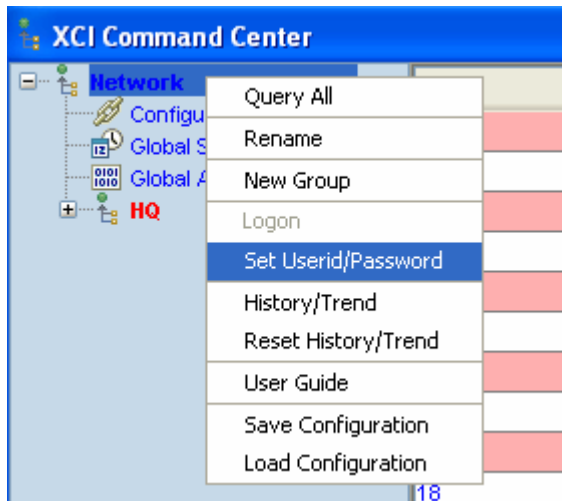 XCI Command Center
Network
Query All
Configu
Rename
Global S
New Group
Global A
Logon
HQ
Set Userid/Password
History/Trend
Reset History/Trend
User Guide
Save Configuration
Load Configuration
18